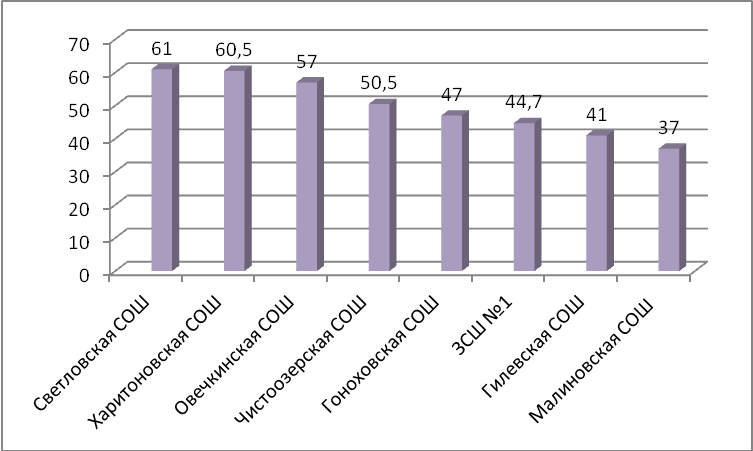 70
60
50
40
30
20
10
0
61
60,5
57
50,5
47
44,7
41
37
Светловская СОШ
Харитоновская СОШ
Овечкинская СОШ
Чистоозерская СОШ
Гоноховская СОШ
ЗСШ №1
Гилевская СОШ
Малиновская СОШ